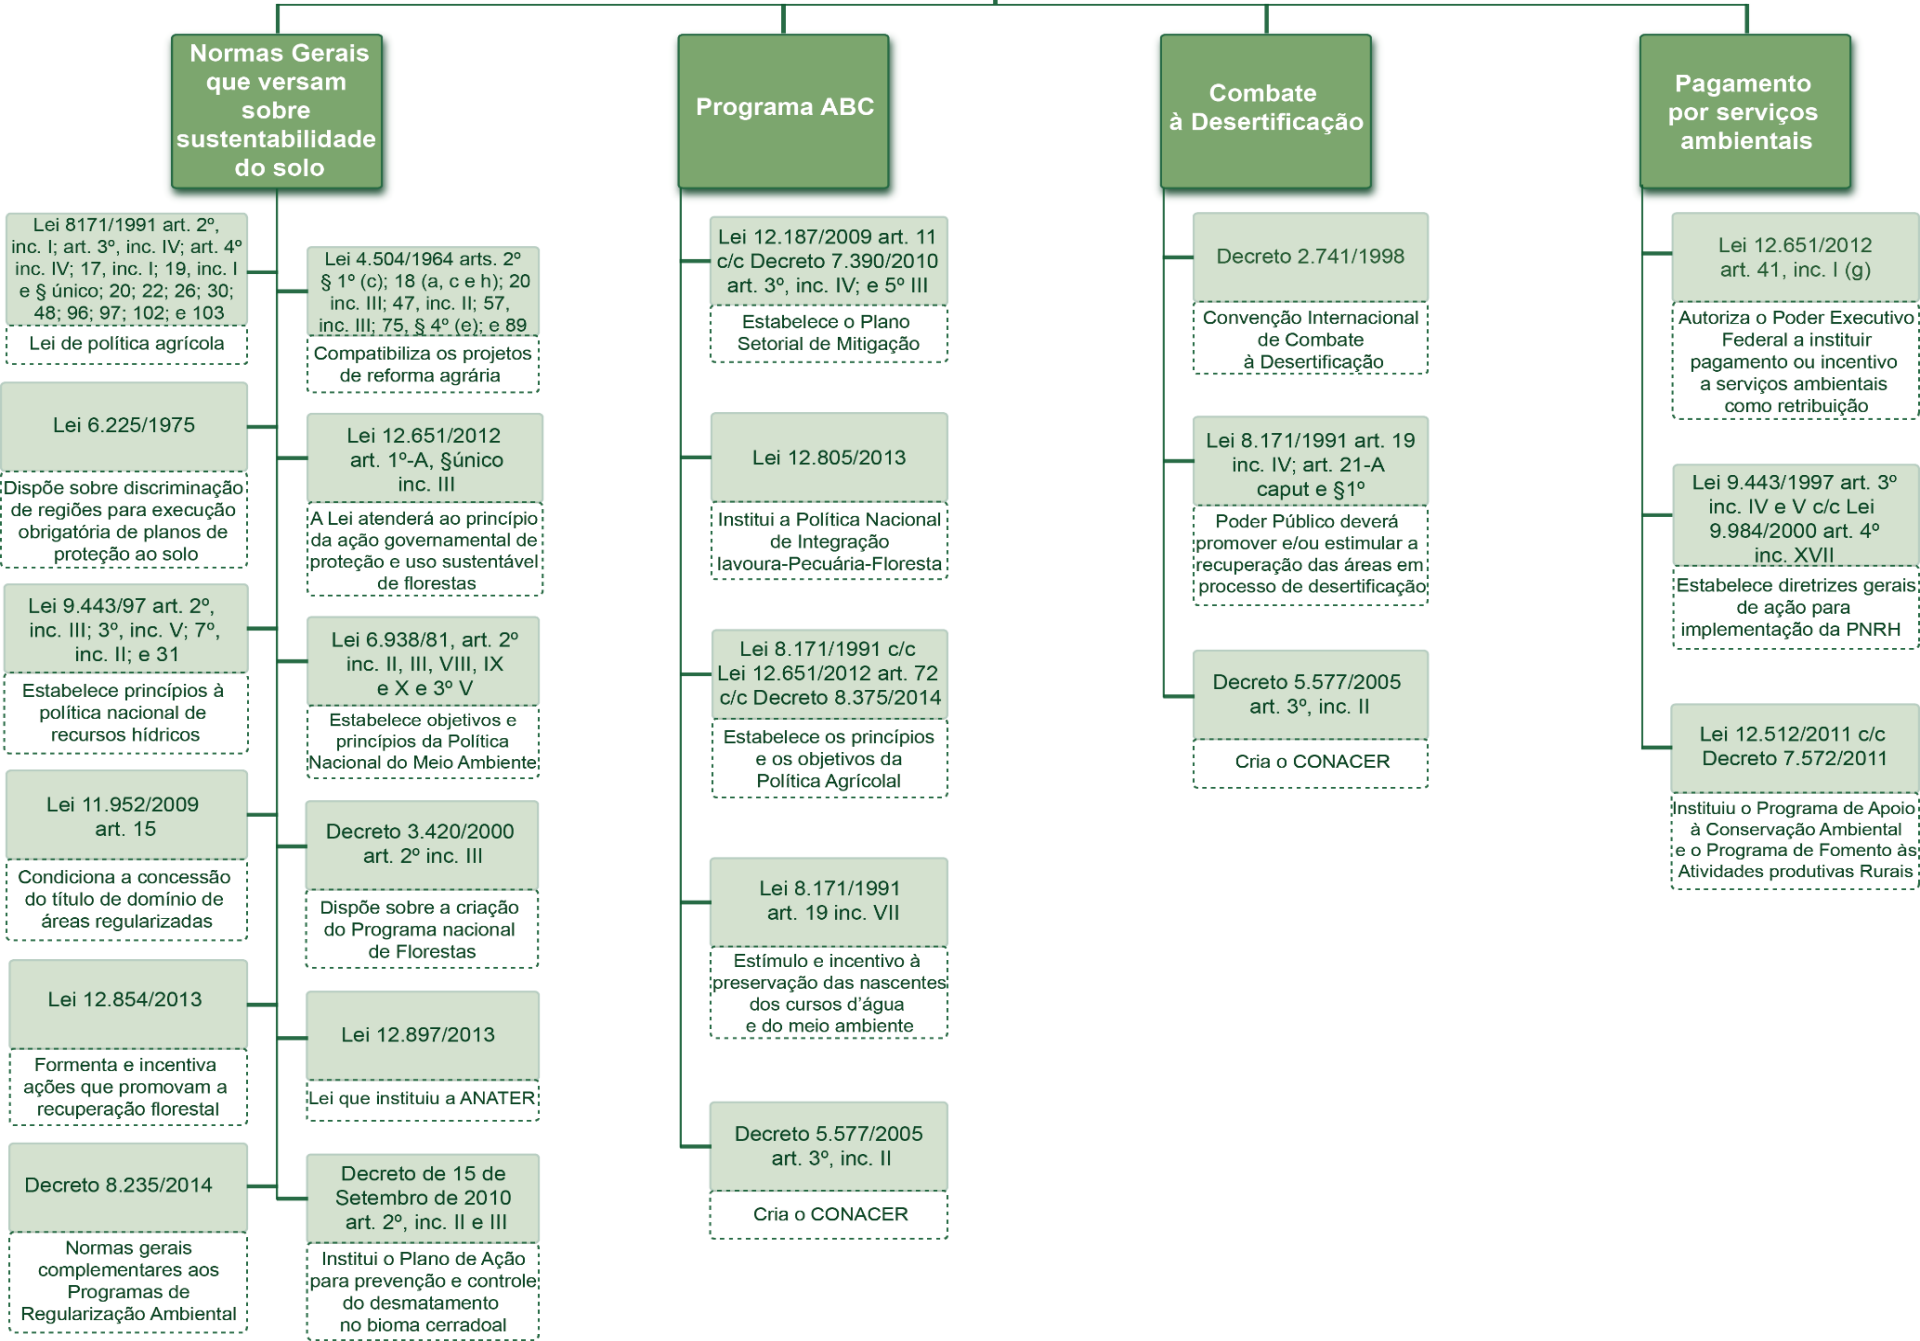 Normas Gerais
que versam
sobre
sustentabilidade
do solo
Lei 8171/1991 art. 2º,
inc. I; art. 3º, inc. IV; art. 4º
inc. IV; 17, inc. I; 19, inc. I
e § único; 20; 22; 26; 30;
48; 96; 97; 102; e 103
Lei de política agrícola
Lei 6.225/1975
Dispõe sobre discriminação
de regiões para execução
obrigatória de planos de
proteção ao solo
Lei 9.443/97 art. 2º,
inc. III; 3º, inc. V; 7º,
inc. II; e 31
Estabelece princípios à
política nacional de
recursos hídricos
Lei 11.952/2009
art. 15
Condiciona a concessão
do título de domínio de
áreas regularizadas
Lei 12.854/2013
Formenta e incentiva
ações que promovam a
recuperação florestal
Decreto 8.235/2014
Normas gerais
complementares aos
Programas de
Regularização Ambiental
Lei 4.504/1964 arts. 2º
§ 1º (c); 18 (a, c e h); 20
inc. III; 47, inc. II; 57,
inc. III; 75, § 4º (e); e 89
Compatibiliza os projetos
de reforma agrária
Lei 12.651/2012
art. 1º-A, §único
inc. III
A Lei atenderá ao princípio
da ação governamental de
proteção e uso sustentável
de florestas
Lei 6.938/81, art. 2º
inc. II, III, VIII, IX
e X e 3º V
Estabelece objetivos e
princípios da Política
Nacional do Meio Ambiente
Decreto 3.420/2000
art. 2º inc. III
Dispõe sobre a criação
do Programa nacional
de Florestas
Lei 12.897/2013
Lei que instituiu a ANATER
Decreto de 15 de
Setembro de 2010
art. 2º, inc. II e III
Institui o Plano de Ação
para prevenção e controle
do desmatamento
no bioma cerradoal
Programa ABC
Lei 12.187/2009 art. 11
c/c Decreto 7.390/2010
art. 3º, inc. IV; e 5º III
Estabelece o Plano
Setorial de Mitigação
Lei 12.805/2013
Institui a Política Nacional
de Integração
lavoura-Pecuária-Floresta
Lei 8.171/1991 c/c
Lei 12.651/2012 art. 72
c/c Decreto 8.375/2014
Estabelece os princípios
e os objetivos da
Política Agrícolal
Lei 8.171/1991
art. 19 inc. VII
Estímulo e incentivo à
preservação das nascentes
dos cursos d’água
e do meio ambiente
Decreto 5.577/2005
art. 3º, inc. II
Cria o CONACER
Combate
à Desertificação
Decreto 2.741/1998
Convenção Internacional
de Combate
à Desertificação
Lei 8.171/1991 art. 19
inc. IV; art. 21-A
caput e §1º
Poder Público deverá
promover e/ou estimular a
recuperação das áreas em
processo de desertificação
Decreto 5.577/2005
art. 3º, inc. II
Cria o CONACER
Pagamento
por serviços
ambientais
Lei 12.651/2012
art. 41, inc. I (g)
Autoriza o Poder Executivo
Federal a instituir
pagamento ou incentivo
a serviços ambientais
como retribuição
Lei 9.443/1997 art. 3º
inc. IV e V c/c Lei
9.984/2000 art. 4º
inc. XVII
Estabelece diretrizes gerais
de ação para
implementação da PNRH
Lei 12.512/2011 c/c
Decreto 7.572/2011
Instituiu o Programa de Apoio
à Conservação Ambiental
e o Programa de Fomento às
Atividades produtivas Rurais